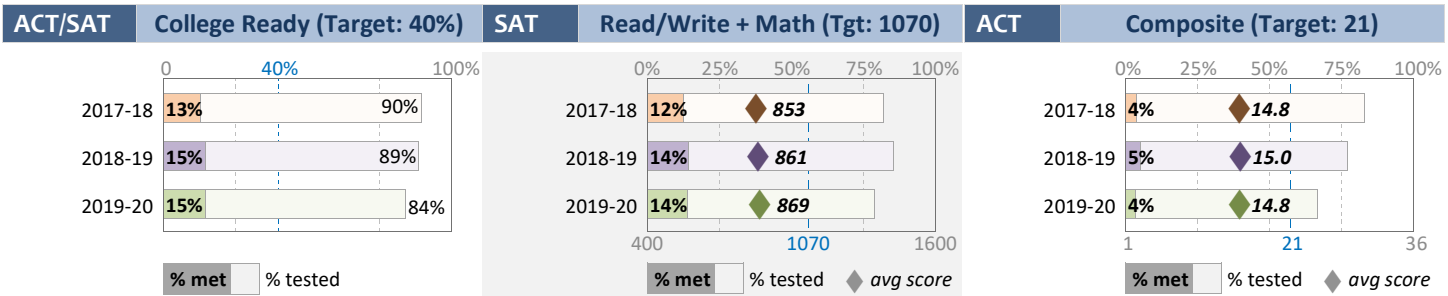 ACT/SAT College Ready (Target: 40%)
0 40% 100%
2017-18 13% 90%
2018-19 15% 89%
2019-20 15% 84%
% met % tested
SAT Read/Write + Math (Tgt: 1070)
0% 25% 50% 75% 100%
2017-18 12% 853
2018-19 14% 861
2019-20 14% 869
400 1070 1600
% met % tested avg score
ACT Composite (Target: 21)
0% 25% 50% 75% 100%
2017-18 4% 14.8
2018-19 5% 15.0
2019-20 4% 14.8
1 21 36
% met % tested avg score